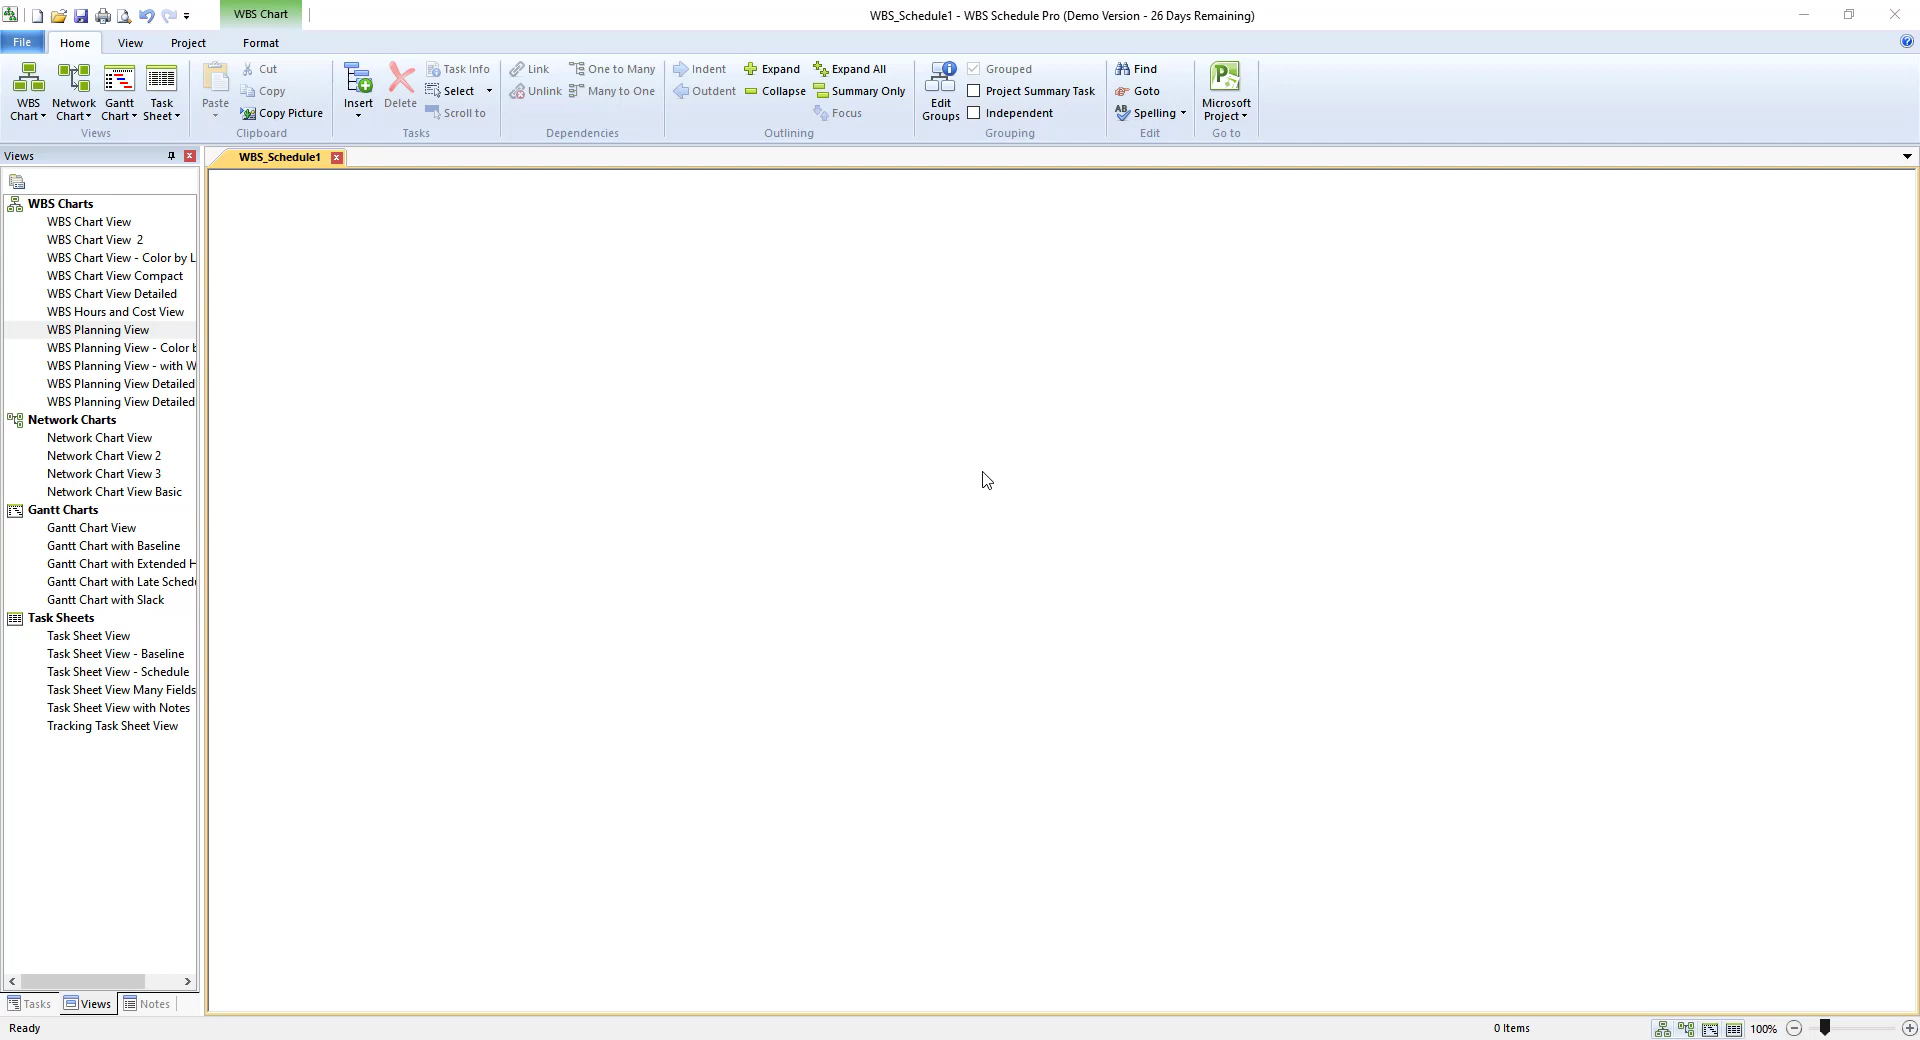 WBS Chart
WBS_Schedule1 - WBS Schedule Pro (Demo Version - 26 Days Remaining)
File
Home
View
Project
Format
WBS Chart
Network Chart
Gantt Chart
Task Sheet
Views
Paste
Cut
Copy
Copy Picture
Clipboard
Insert
Delete
Task Info
Select
Scroll to
Tasks
Link
Unlink
One to Many
Many to One
Dependencies
Indent
Outdent
Expand
Collapse
Expand All
Summary Only
Focus
Outlining
Edit Groups
Grouped
Project Summary Task
Independent
Grouping
Find
Goto
Spelling
Edit
Microsoft Project
Go to
Views
WBS_Schedule1
WBS Charts
WBS Chart View
WBS Chart View 2
WBS Chart View - Color by L
WBS Chart View Compact
WBS Chart View Detailed
WBS Hours and Cost View
WBS Planning View
WBS Planning View - Color b
WBS Planning View - with W
WBS Planning View Detailed
WBS Planning View Detailed
Network Charts
Network Chart View
Network Chart View 2
Network Chart View 3
Network Chart View Basic
Gantt Charts
Gantt Chart View
Gantt Chart with Baseline
Gantt Chart with Extended H
Gantt Chart with Late Schedu
Gantt Chart with Slack
Task Sheets
Task Sheet View
Task Sheet View - Baseline
Task Sheet View - Schedule
Task Sheet View Many Fields
Task Sheet View with Notes
Tracking Task Sheet View
Tasks
Views
Notes
Ready
0 Items
100%